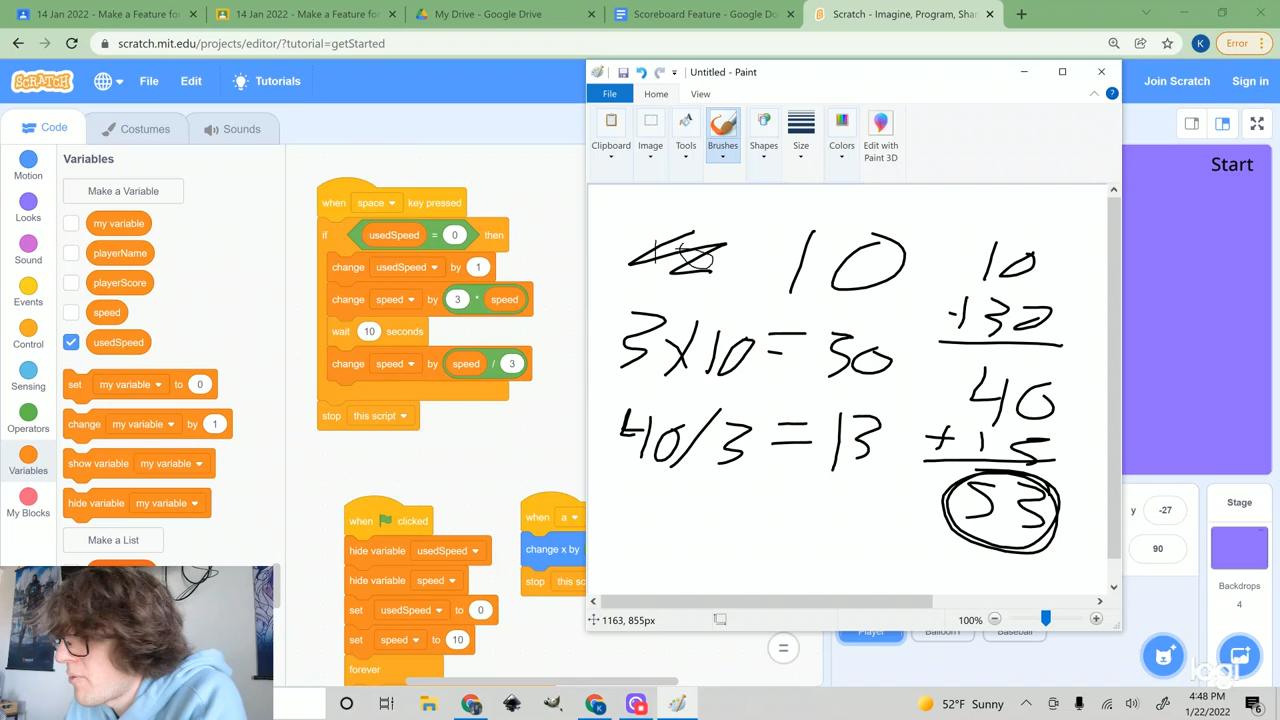 14 Jan 2022 - Make a Feature for
14 Jan 2022 - Make a Feature for
My Drive - Google Drive
Scoreboard Feature - Google Do
Scratch - Imagine, Program, Shar
scratch.mit.edu/projects/editor/?tutorial=getStarted
K
Error
SCRATCH
File
Edit
Tutorials
Join Scratch
Sign in
Code
Costumes
Sounds
Motion
Looks
Sound
Events
Control
Sensing
Operators
Variables
My Blocks
Variables
Make a Variable
my variable
playerName
playerScore
speed
usedSpeed
set my variable to 0
change my variable by 1
show variable my variable
hide variable my variable
Make a List
when space key pressed
if usedSpeed = 0 then
change usedSpeed by 1
change speed by 3 * speed
wait 10 seconds
change speed by speed / 3
stop this script
when clicked
hide variable usedSpeed
hide variable speed
set usedSpeed to 0
set speed to 10
forever
when a
change x by
stop this sc
Untitled - Paint
File
Home
View
Clipboard
Image
Tools
Brushes
Shapes
Size
Colors
Edit with
Paint 3D
10
3x10=30
40/3=13
10
+30
40
53
1163, 855px
100%
Start
y -27
90
Stage
Backdrops
4
Player
Balloon1
Baseball
logi
52°F Sunny
4:48 PM
1/22/2022
6